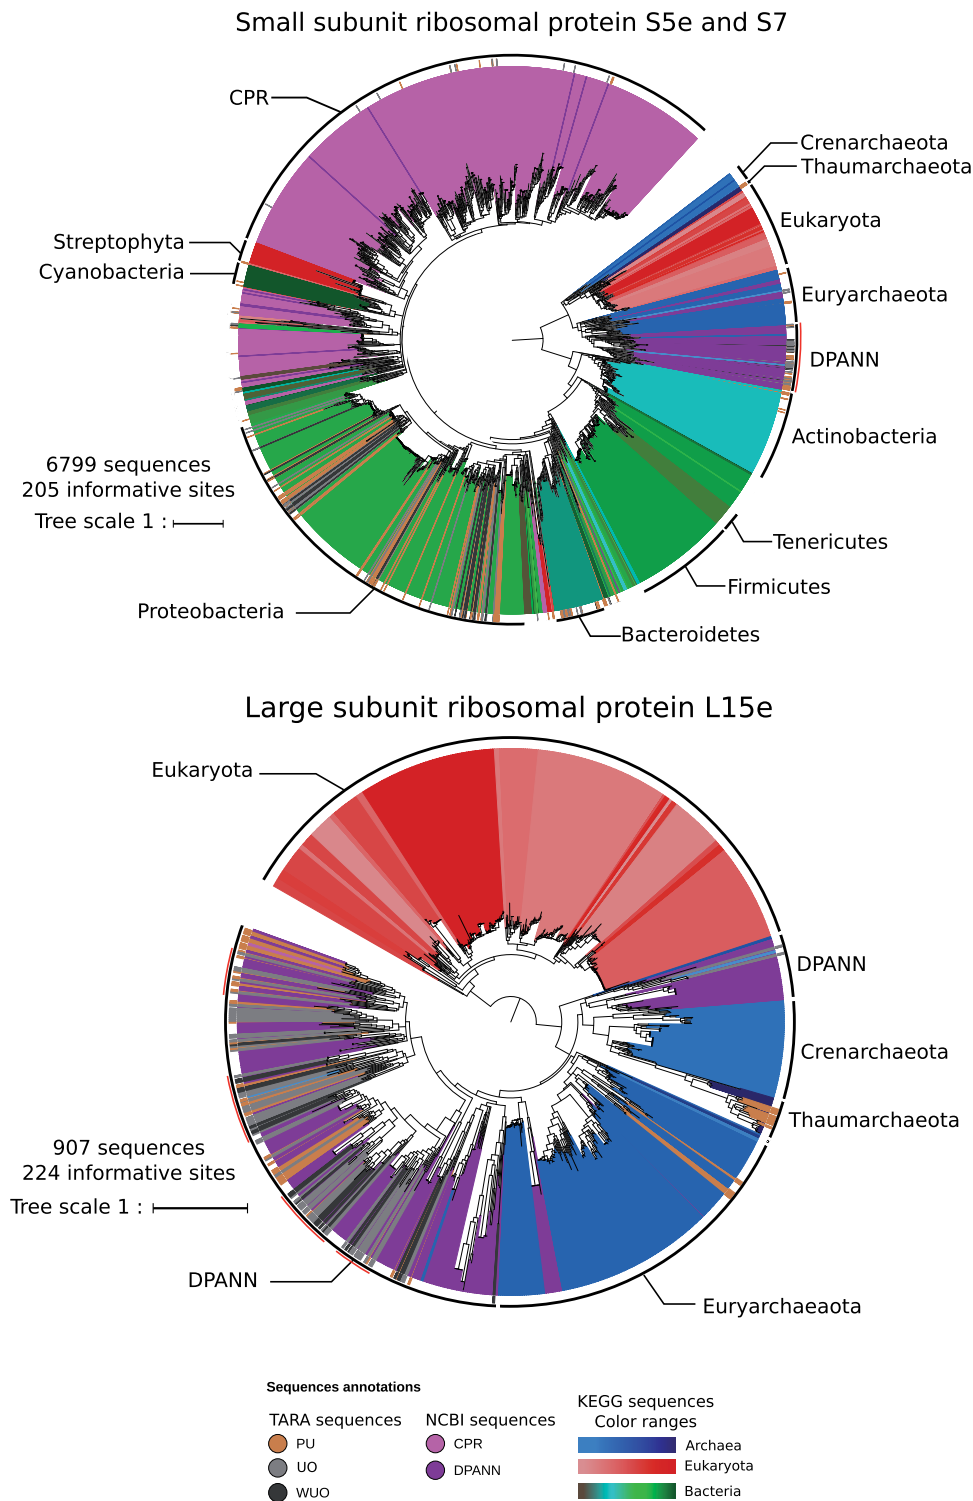 Small subunit ribosomal protein S5e and S7
CPR
Crenarchaeota
Thaumarchaeota
Eukaryota
Streptophyta
Cyanobacteria
Euryarchaeota
DPANN
Actinobacteria
6799 sequences
205 informative sites
Tree scale 1 :
Tenericutes
Firmicutes
Proteobacteria
Bacteroidetes
Large subunit ribosomal protein L15e
Eukaryota
DPANN
Crenarchaeota
Thaumarchaeota
907 sequences
224 informative sites
Tree scale 1 :
DPANN
Euryarchaeaota
Sequences annotations
TARA sequences
PU
UO
WUO
NCBI sequences
CPR
DPANN
KEGG sequences
Color ranges
Archaea
Eukaryota
Bacteria